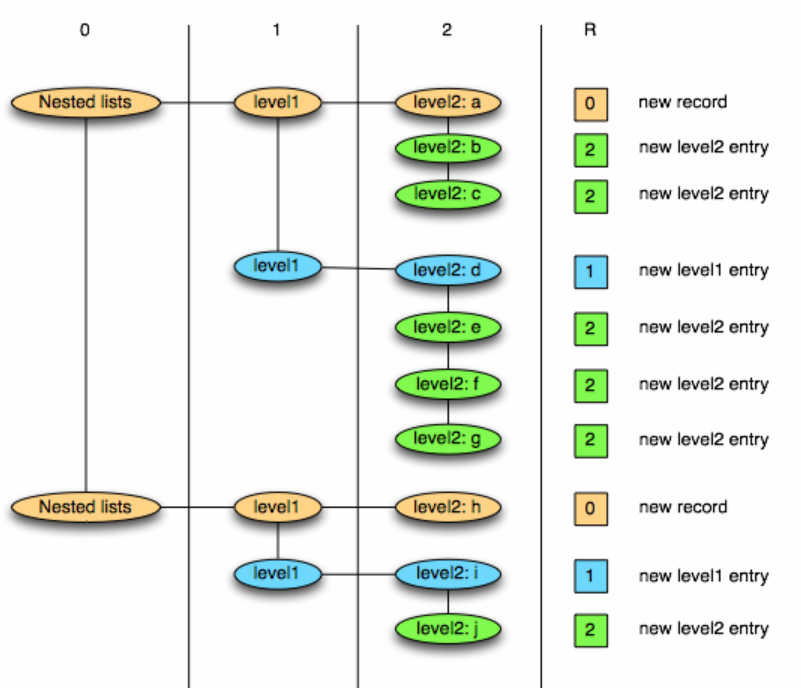 0 1 2 R
Nested lists level1 level2: a 0 new record
level2: b 2 new level2 entry
level2: c 2 new level2 entry
level1 level2: d 1 new level1 entry
level2: e 2 new level2 entry
level2: f 2 new level2 entry
level2: g 2 new level2 entry
Nested lists level1 level2: h 0 new record
level1 level2: i 1 new level1 entry
level2: j 2 new level2 entry